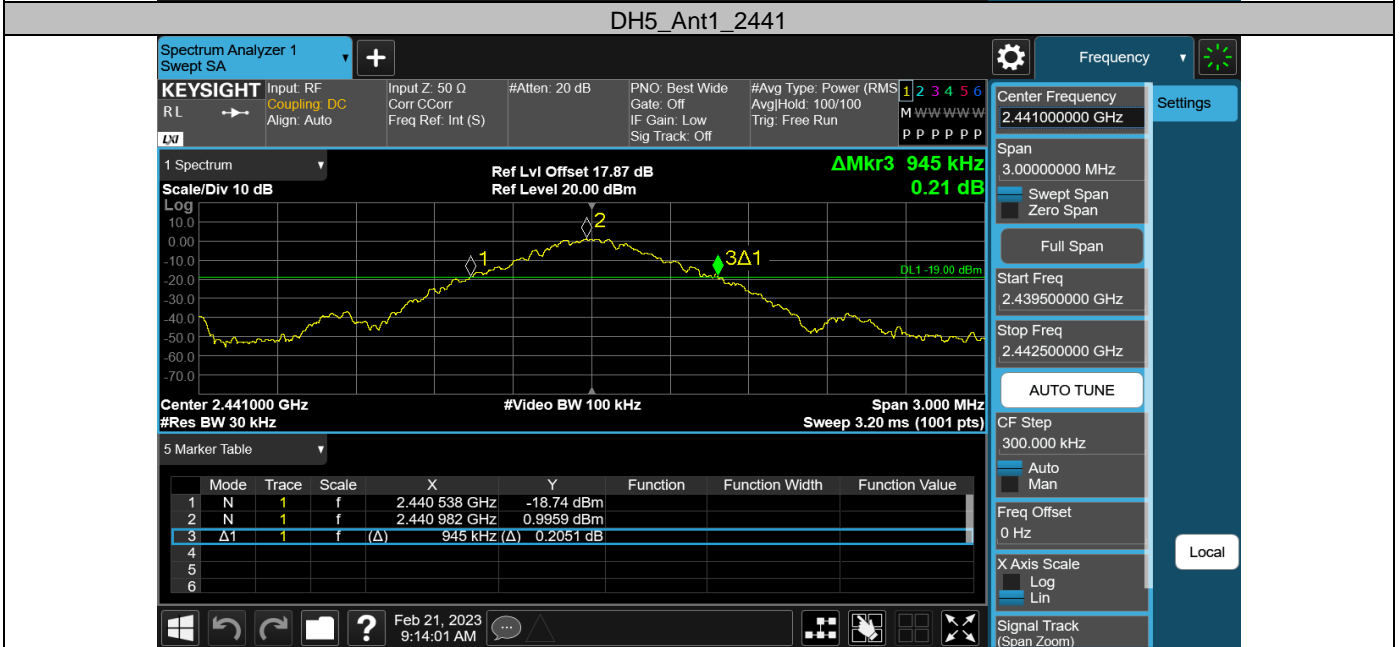 DH5_Ant1_2441
Spectrum Analyzer 1
Swept SA
+
Frequency
KEYSIGHT
RL
LXI
Input: RF
Coupling: DC
Align: Auto
Input Z: 50 Ω
Corr CCorr
Freq Ref: Int (S)
#Atten: 20 dB
PNO: Best Wide
Gate: Off
IF Gain: Low
Sig Track: Off
#Avg Type: Power (RMS
Avg|Hold: 100/100
Trig: Free Run
1 2 3 4 5 6
M W W W W W
P P P P P P
1 Spectrum
Scale/Div 10 dB
Ref Lvl Offset 17.87 dB
Ref Level 20.00 dBm
ΔMkr3 945 kHz
0.21 dB
Log
10.0
0.00
-10.0
-20.0
-30.0
-40.0
-50.0
-60.0
-70.0
1
2
3Δ1
DL1 -19.00 dBm
Center 2.441000 GHz
#Video BW 100 kHz
Span 3.000 MHz
#Res BW 30 kHz
Sweep 3.20 ms (1001 pts)
5 Marker Table
Mode Trace Scale X Y Function Function Width Function Value
1 N 1 f 2.440 538 GHz -18.74 dBm
2 N 1 f 2.440 982 GHz 0.9959 dBm
3 Δ1 1 f (Δ) 945 kHz (Δ) 0.2051 dB
4
5
6
?
Feb 21, 2023
9:14:01 AM
Center Frequency
2.441000000 GHz
Settings
Span
3.00000000 MHz
Swept Span
Zero Span
Full Span
Start Freq
2.439500000 GHz
Stop Freq
2.442500000 GHz
AUTO TUNE
CF Step
300.000 kHz
Auto
Man
Freq Offset
0 Hz
Local
X Axis Scale
Log
Lin
Signal Track
(Span Zoom)